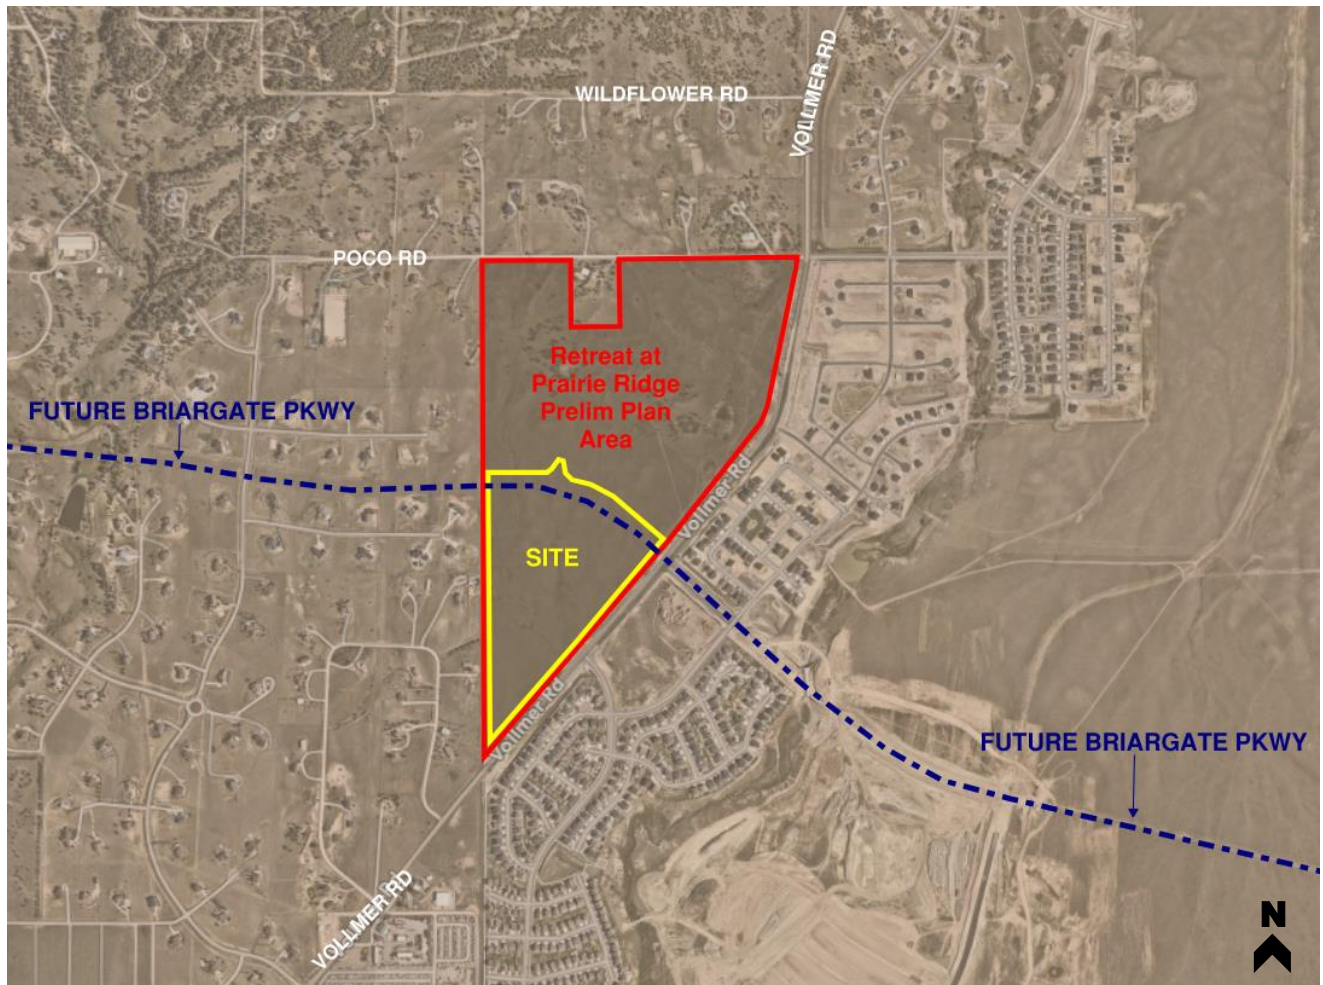 WILDFLOWER RD
VOLLMER RD
POCO RD
Retreat at
Prairie Ridge
Prelim Plan
Area
FUTURE BRIARGATE PKWY
Vollmer Rd
SITE
Vollmer Rd
FUTURE BRIARGATE PKWY
VOLLMER RD
N